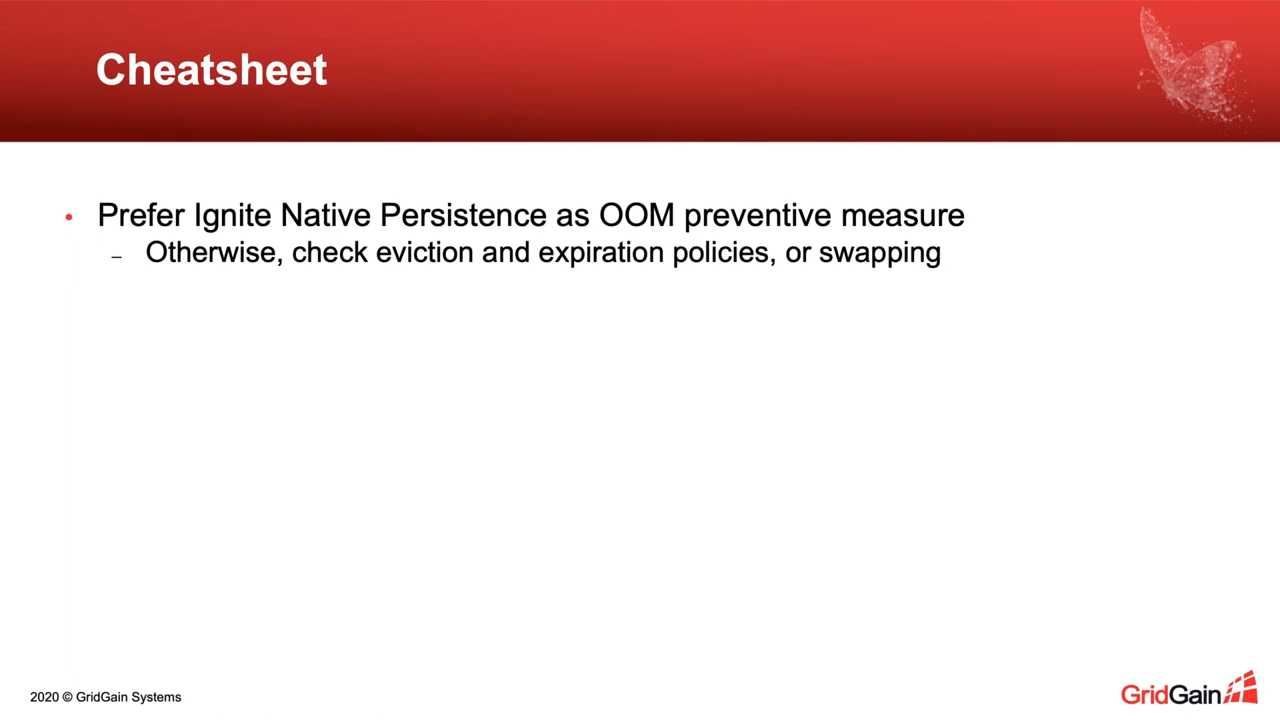 Cheatsheet
• Prefer Ignite Native Persistence as OOM preventive measure
– Otherwise, check eviction and expiration policies, or swapping
2020 © GridGain Systems
GridGain